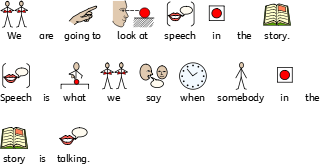 We are going to look at speech in the story.
Speech is what we say when somebody in the
story is talking.